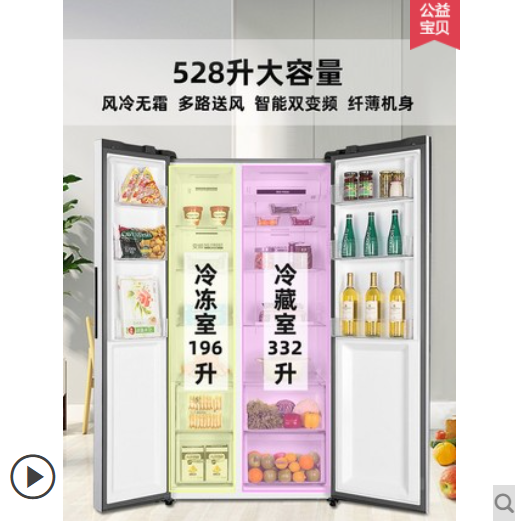 公益
宝贝
528升大容量
风冷无霜 多路送风 智能双变频 纤薄机身
冷冻室
196
升
冷藏室
332
升